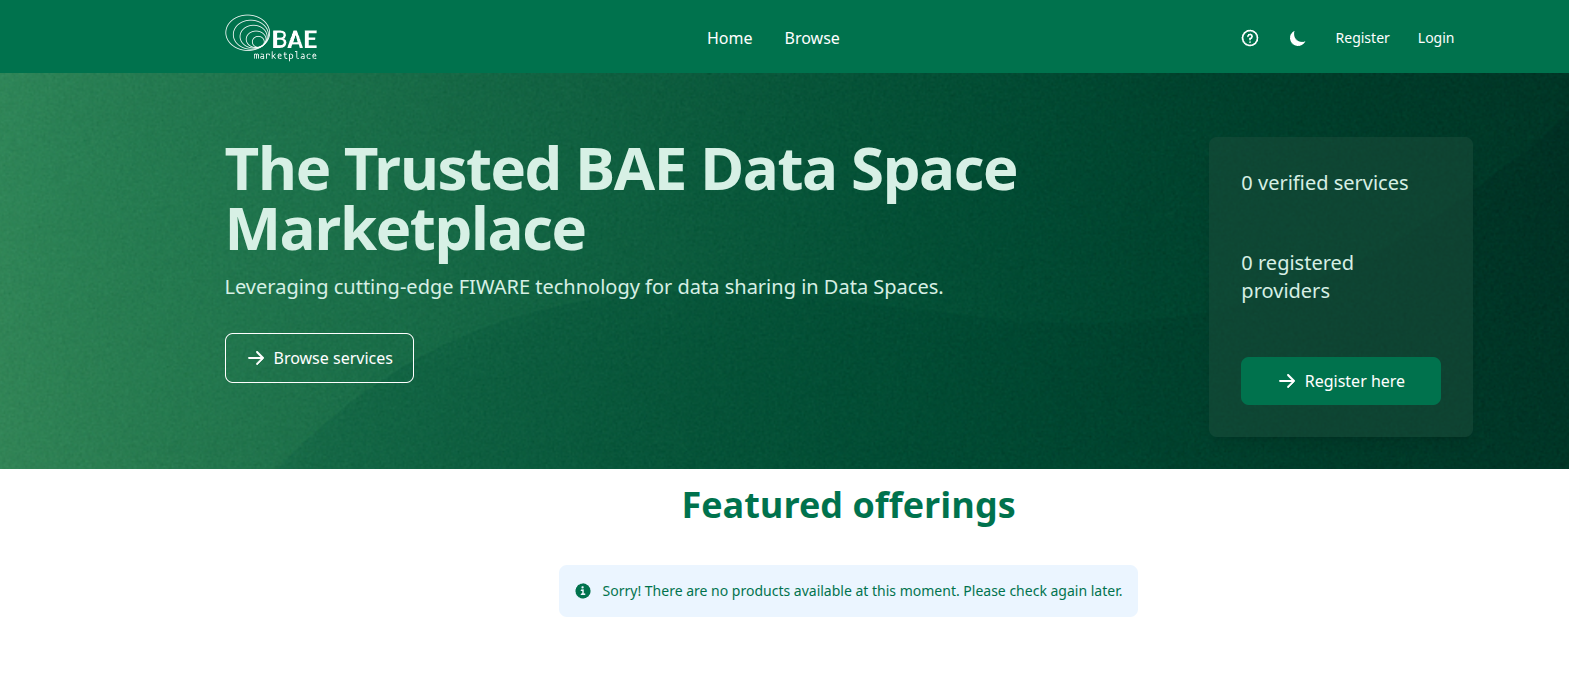 BAE
marketplace
Home
Browse
Register
Login
The Trusted BAE Data Space
Marketplace
Leveraging cutting-edge FIWARE technology for data sharing in Data Spaces.
Browse services
0 verified services
0 registered
providers
Register here
Featured offerings
Sorry! There are no products available at this moment. Please check again later.